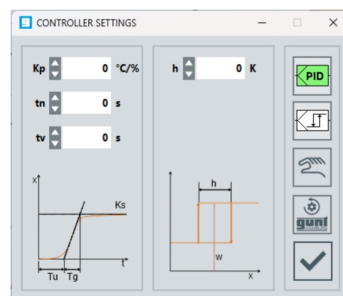 CONTROLLER SETTINGS
Kp 0 °C/%
tn 0 s
tv 0 s
x
Ks
t
Tu Tg
h 0 K
h
w
x
PID
gunt